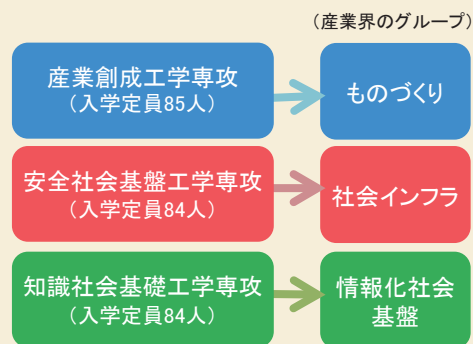 （産業界のグループ）
産業創成工学専攻
（入学定員85人）
ものづくり
安全社会基盤工学専攻
（入学定員84人）
社会インフラ
知識社会基礎工学専攻
（入学定員84人）
情報化社会
基盤